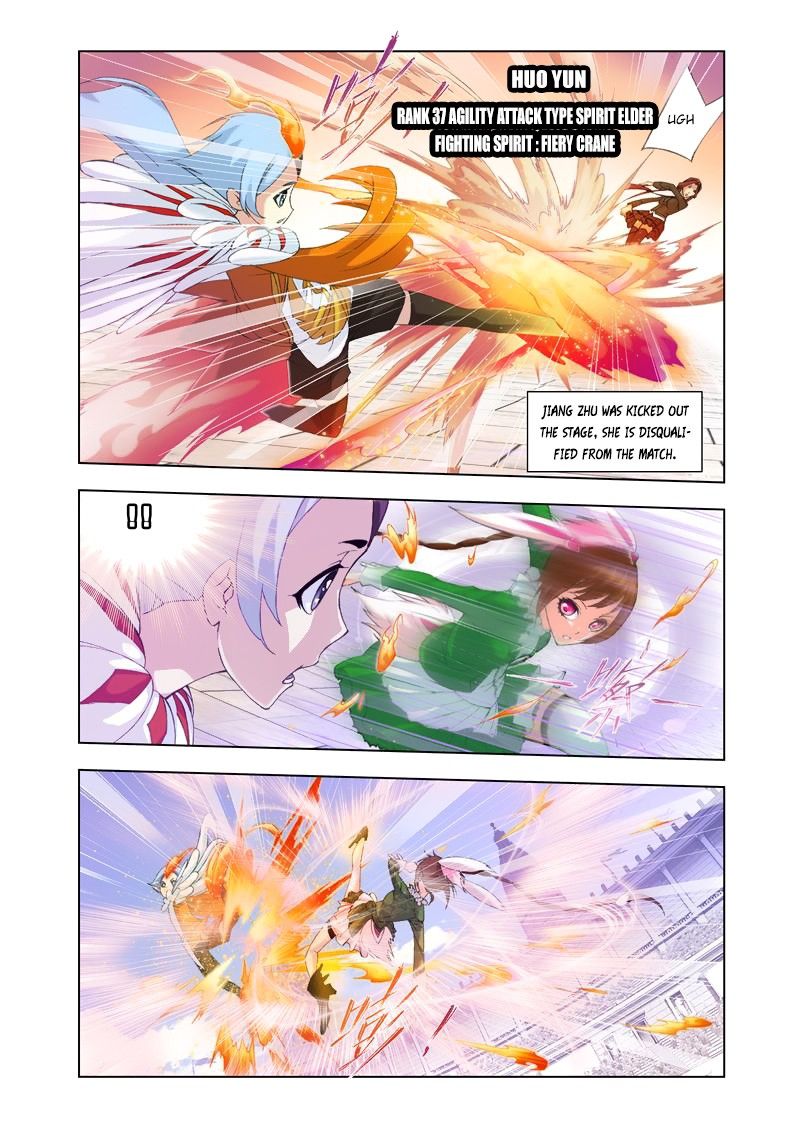 HUO YUN
RANK 37 AGILITY ATTACK TYPE SPIRIT ELDER
FIGHTING SPIRIT : FIERY CRANE
UGH
JIANG ZHU WAS KICKED OUT
THE STAGE, SHE IS DISQUALI-
FIED FROM THE MATCH.
!!
嘭!